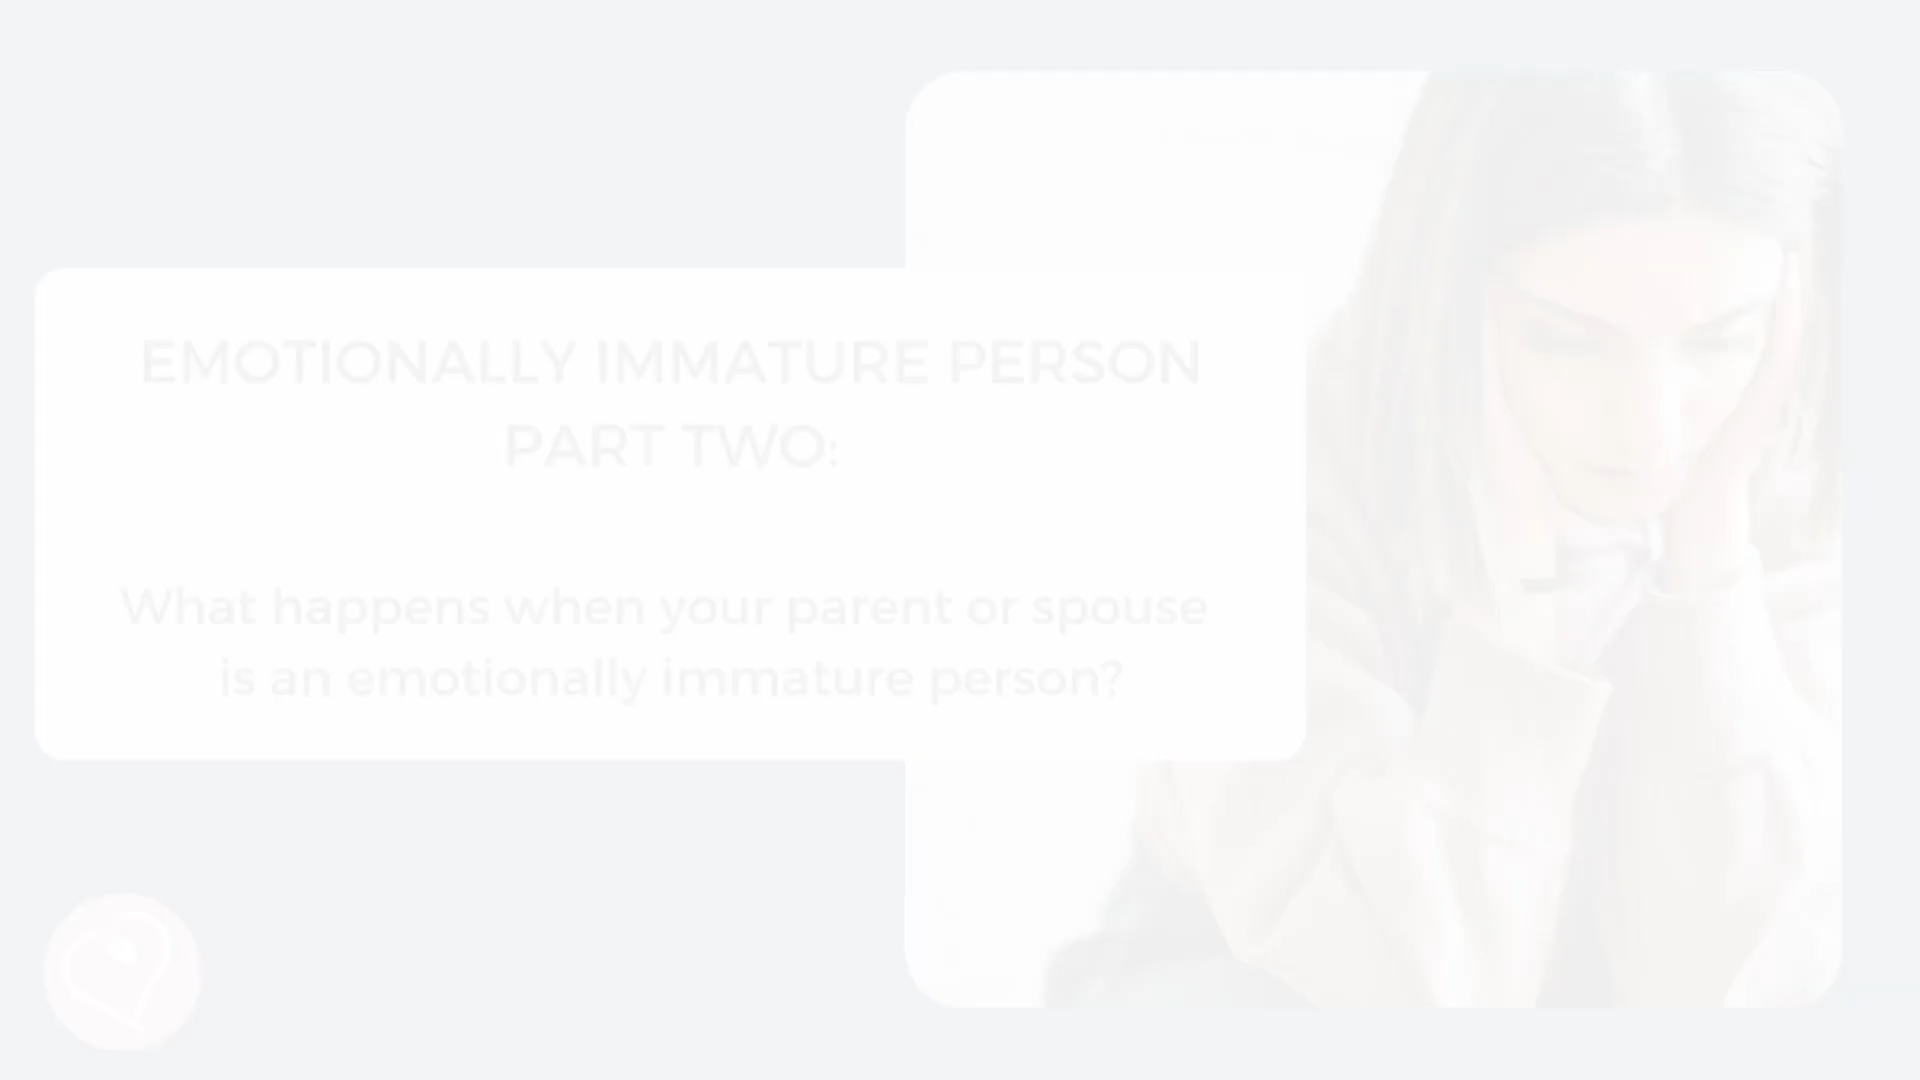 EMOTIONALLY IMMATURE PERSON
PART TWO:
What happens when your parent or spouse
is an emotionally immature person?